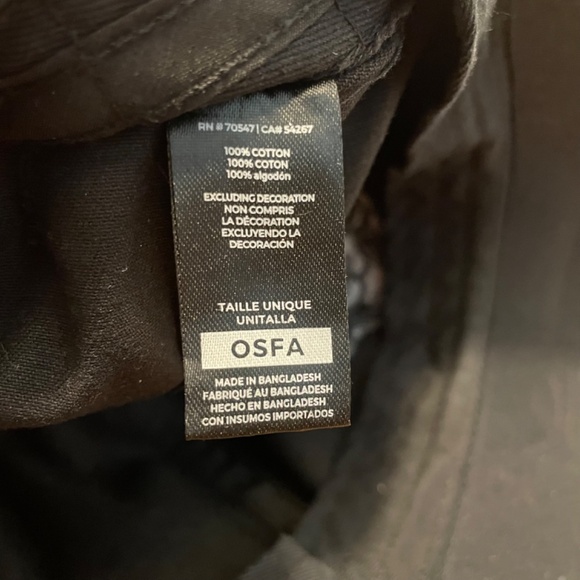 RN # 70547 | CA# 54267
100% COTTON
100% COTON
100% algodón
EXCLUDING DECORATION
NON COMPRIS
LA DÉCORATION
EXCLUYENDO LA
DECORACIÓN
TAILLE UNIQUE
UNITALLA
OSFA
MADE IN BANGLADESH
FABRIQUÉ AU BANGLADESH
HECHO EN BANGLADESH
CON INSUMOS IMPORTADOS